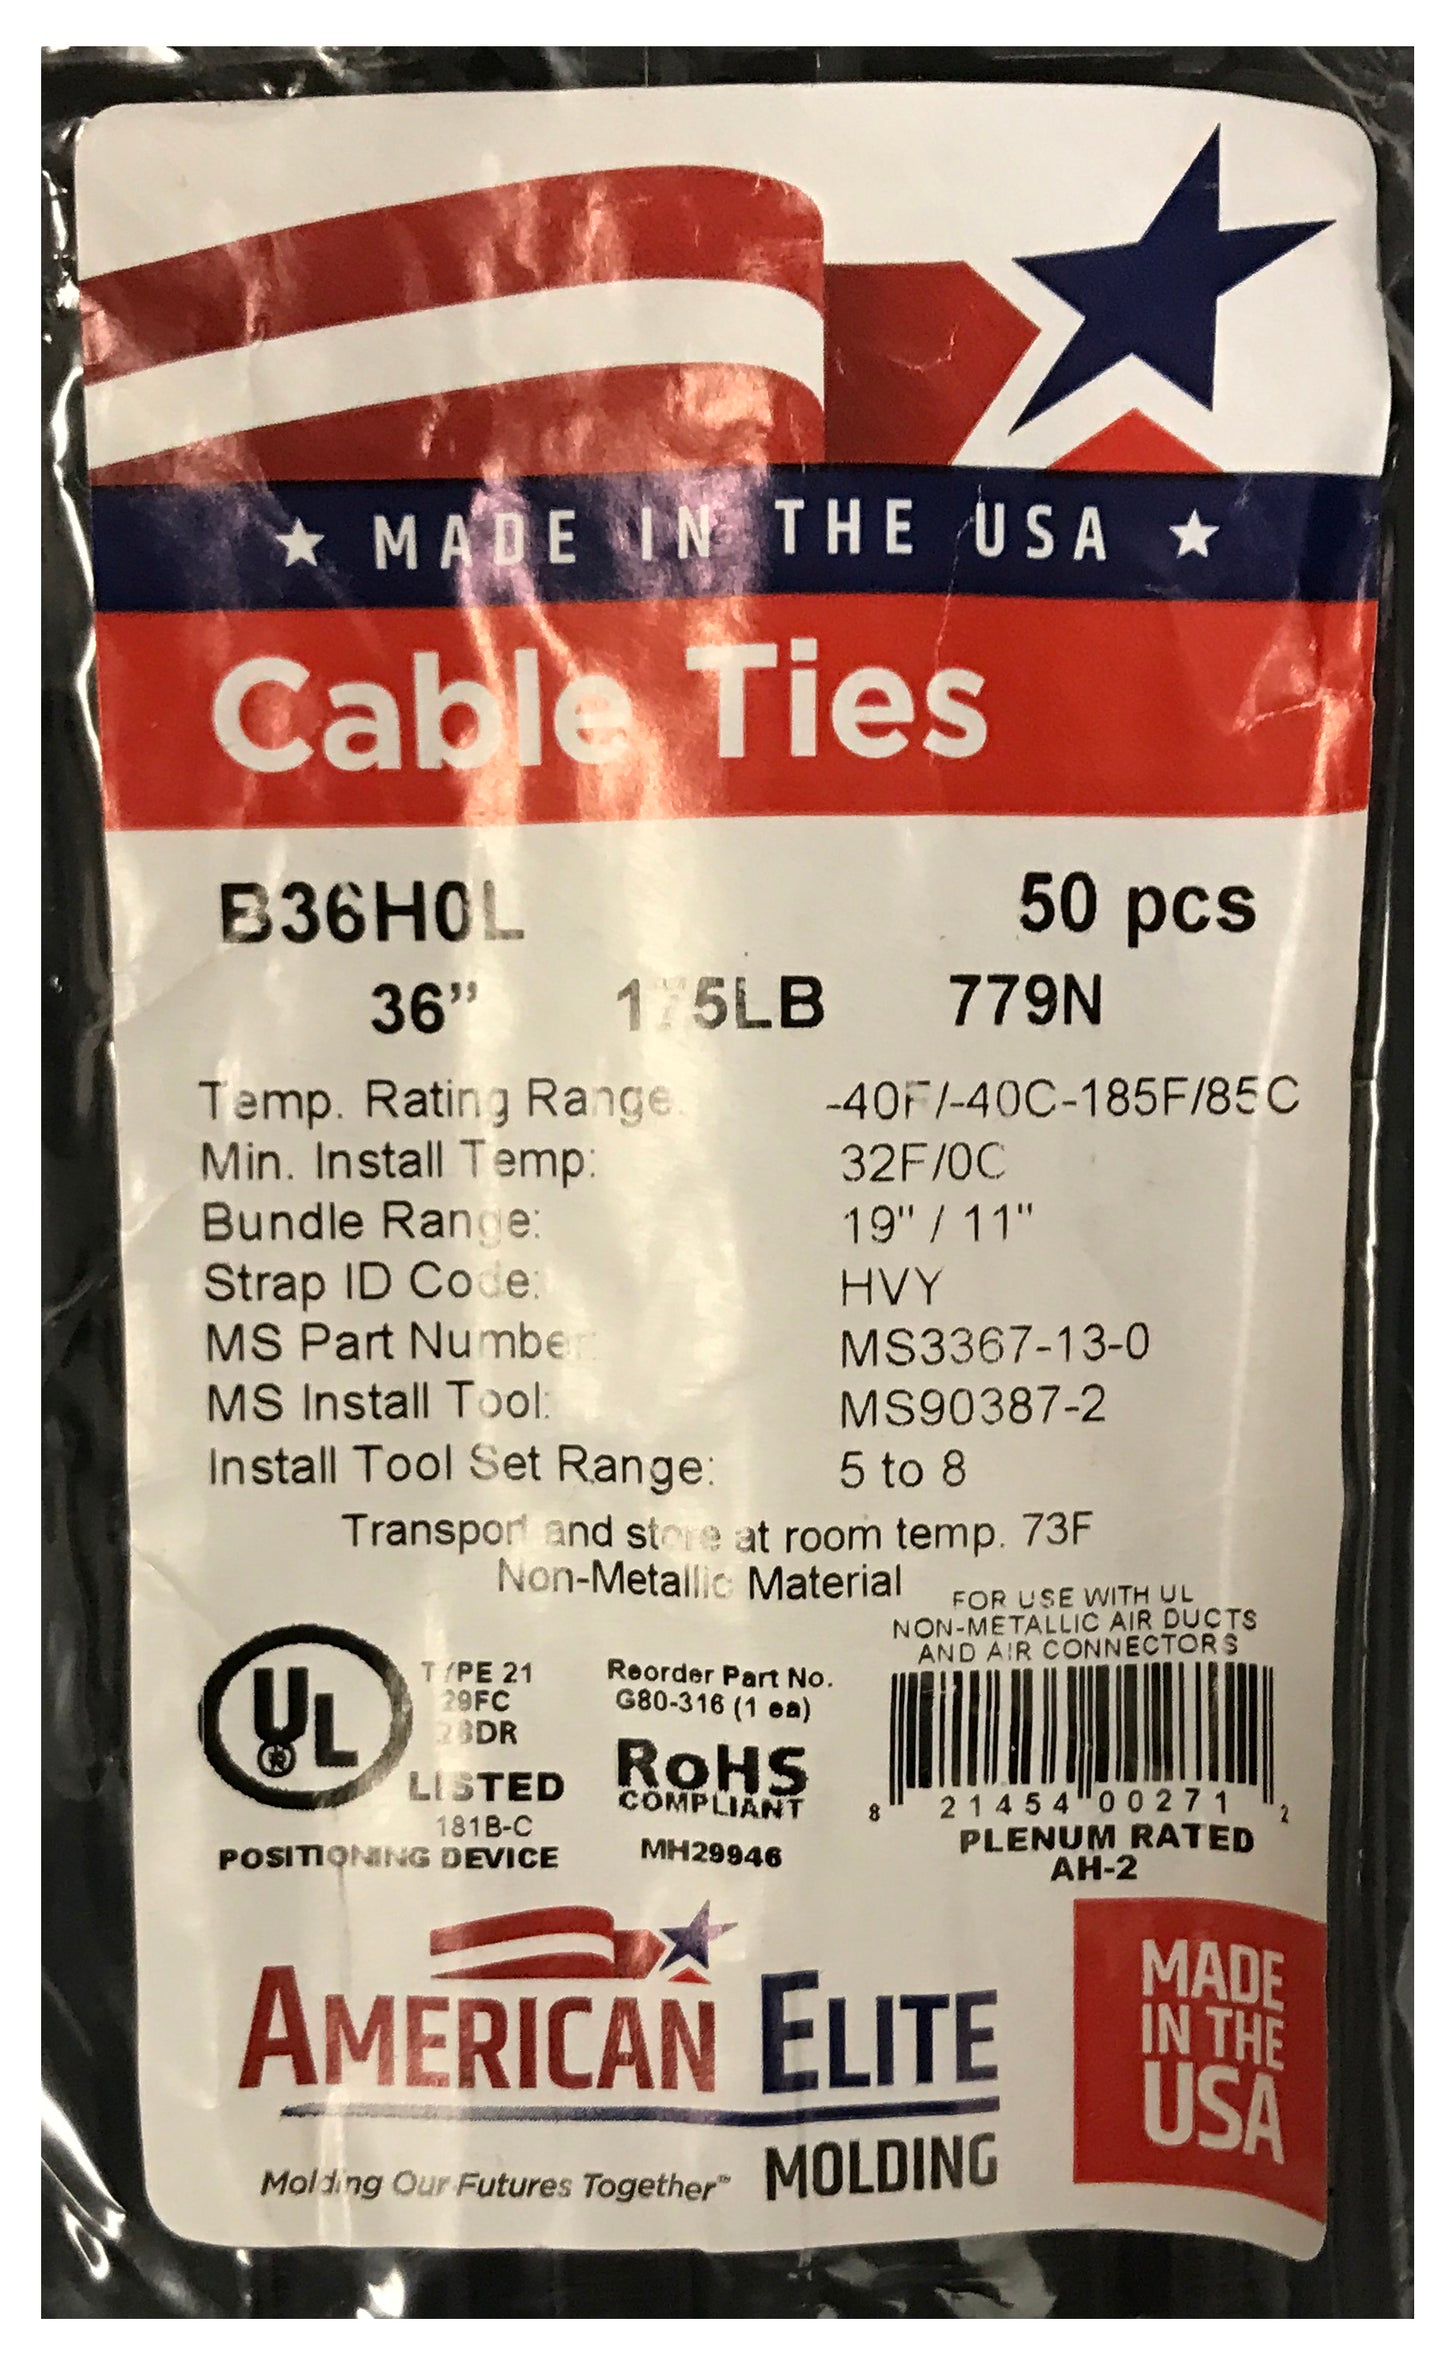 MADE IN THE USA
Cable Ties
B36H0L 50 pcs
36” 175LB 779N
Temp. Rating Range: -40F/-40C-185F/85C
Min. Install Temp: 32F/0C
Bundle Range: 19" / 11"
Strap ID Code: HVY
MS Part Number: MS3367-13-0
MS Install Tool: MS90387-2
Install Tool Set Range: 5 to 8
Transport and store at room temp. 73F
Non-Metallic Material
FOR USE WITH UL
NON-METALLIC AIR DUCTS
AND AIR CONNECTORS
UL®
TYPE 21
29FC
28DR
LISTED
181B-C
POSITIONING DEVICE
Reorder Part No.
G80-316 (1 ea)
RoHS
COMPLIANT
MH29946
8 21454 00271 2
PLENUM RATED
AH-2
AMERICAN ELITE
MOLDING
Molding Our Futures Together™
MADE
IN THE
USA